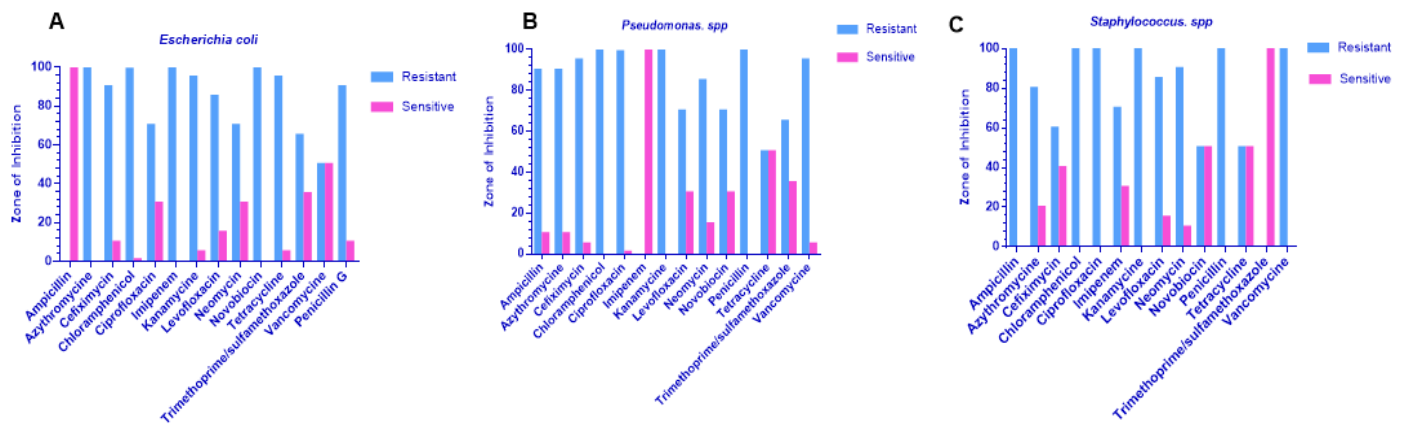 A
Escherichia coli
Zone of Inhibition
100
80
60
40
20
0
Resistant
Sensitive
Ampicillin
Azythromycine
Cefiximycin
Chloramphenicol
Ciprofloxacin
Imipenem
Kanamycine
Levofloxacin
Neomycin
Novobiocin
Tetracycline
Trimethoprime/sulfamethoxazole
Vancomycine
Penicillin G
B
Pseudomonas. spp
Zone of Inhibition
100
80
60
40
20
0
Resistant
Sensitive
Ampicillin
Azythromycine
Cefiximycin
Chloramphenicol
Ciprofloxacin
Imipenem
Kanamycine
Levofloxacin
Neomycin
Novobiocin
Penicillin
Tetracycline
Trimethoprime/sulfamethoxazole
Vancomycine
C
Staphylococcus. spp
Zone of Inhibition
100
80
60
40
20
0
Resistant
Sensitive
Ampicillin
Azythromycine
Cefiximycin
Chloramphenicol
Ciprofloxacin
Imipenem
Kanamycine
Levofloxacin
Neomycin
Novobiocin
Penicillin
Tetracycline
Trimethoprime/sulfamethoxazole
Vancomycine